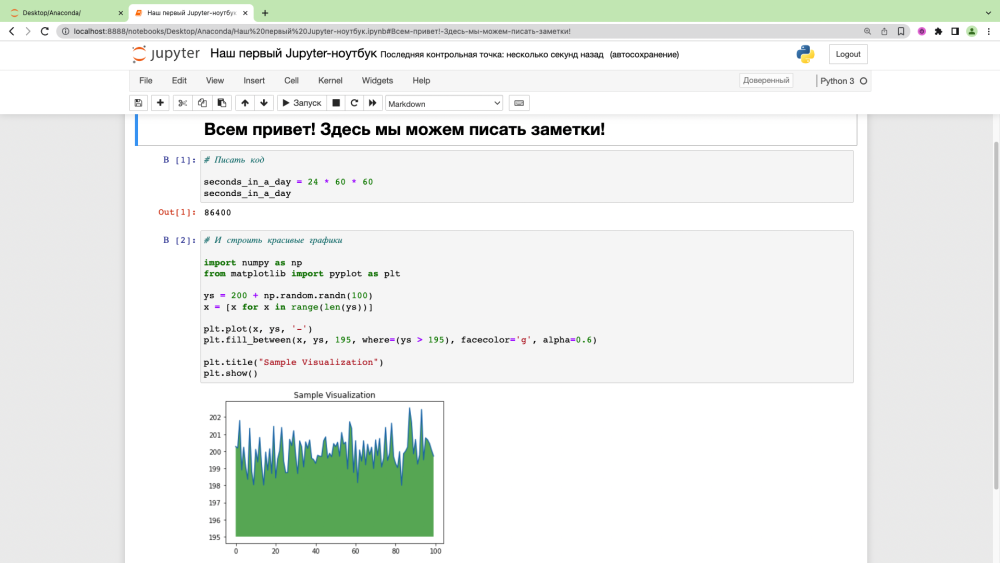 Desktop/Anaconda/
Наш первый Jupyter-ноутбук
localhost:8888/notebooks/Desktop/Anaconda/Наш%20первый%20Jupyter-ноутбук.ipynb#Всем-привет!-Здесь-мы-можем-писать-заметки!
jupyter Наш первый Jupyter-ноутбук Последняя контрольная точка: несколько секунд назад (автосохранение)
Logout
File Edit View Insert Cell Kernel Widgets Help
Доверенный
Python 3
Запуск
Markdown
Всем привет! Здесь мы можем писать заметки!
В [1]: # Писать код
seconds_in_a_day = 24 * 60 * 60
seconds_in_a_day
Out[1]: 86400
В [2]: # И строить красивые графики
import numpy as np
from matplotlib import pyplot as plt
ys = 200 + np.random.randn(100)
x = [x for x in range(len(ys))]
plt.plot(x, ys, '-')
plt.fill_between(x, ys, 195, where=(ys > 195), facecolor='g', alpha=0.6)
plt.title("Sample Visualization")
plt.show()
Sample Visualization
202
201
200
199
198
197
196
195
0 20 40 60 80 100